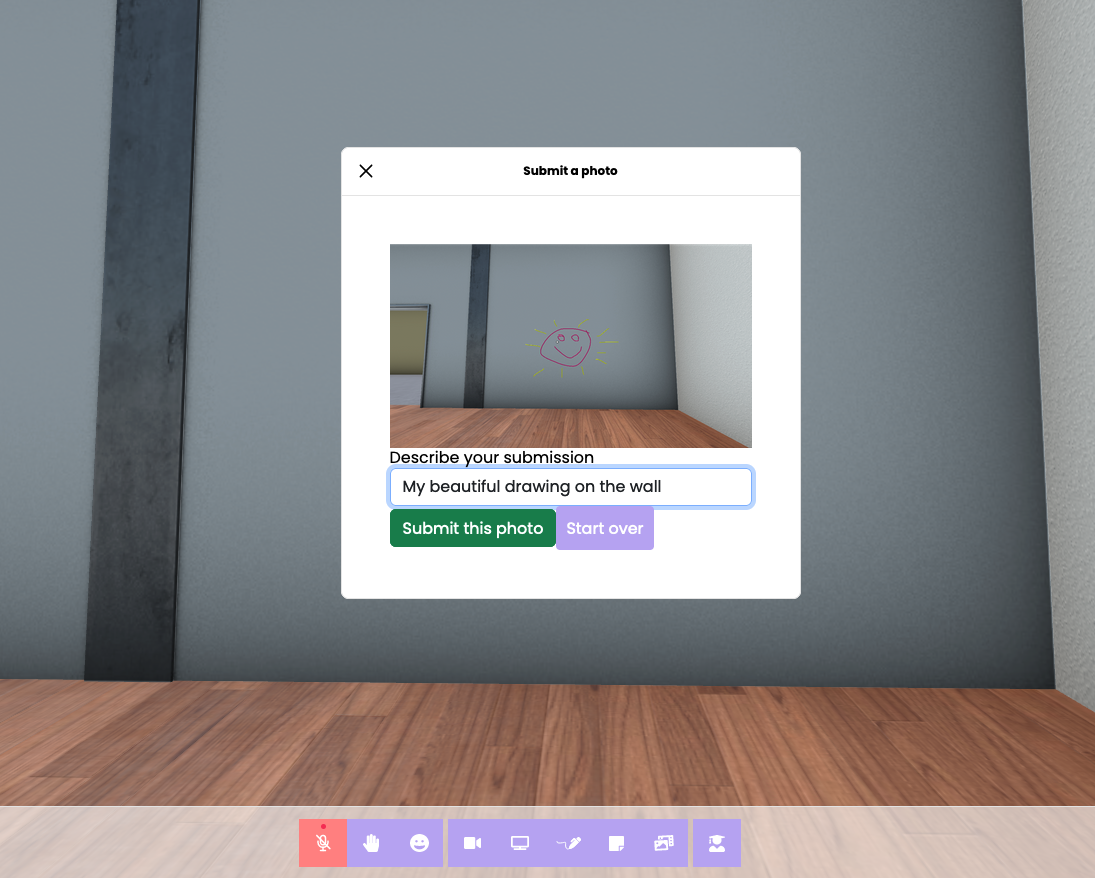 Submit a photo
Describe your submission
My beautiful drawing on the wall
Submit this photo
Start over